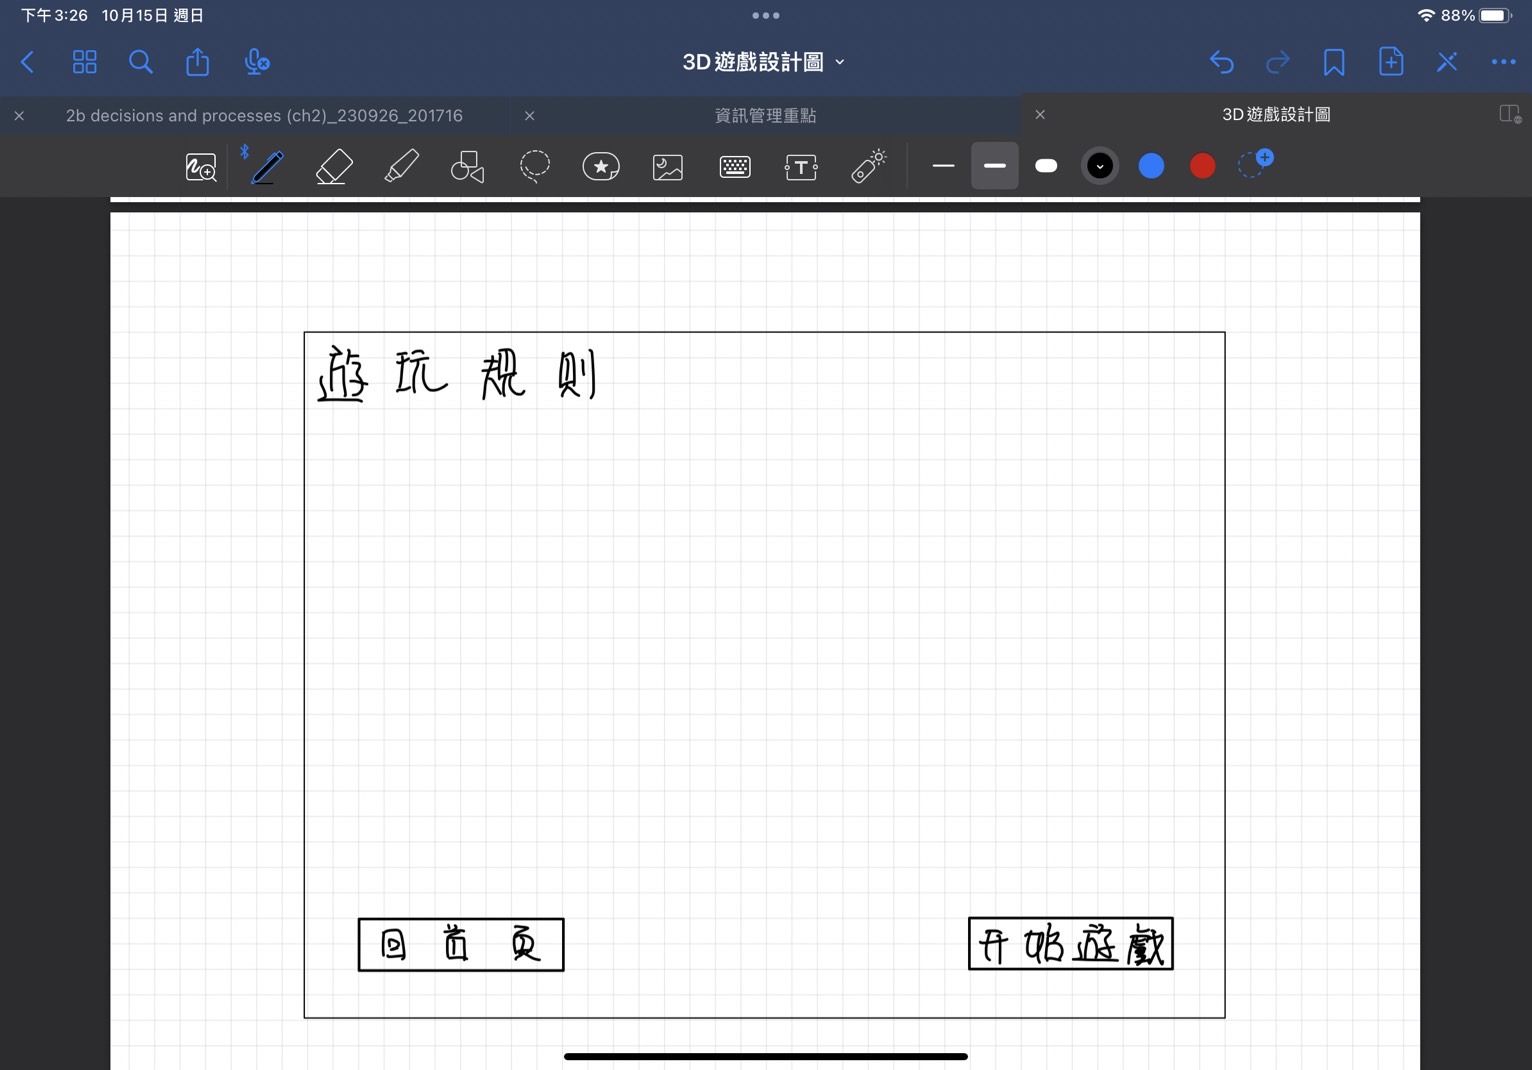 下午3:26 10月15日 週日
88%
3D遊戲設計圖
2b decisions and processes (ch2)_230926_201716
資訊管理重點
3D遊戲設計圖
遊玩規則
回首頁
开始遊戲